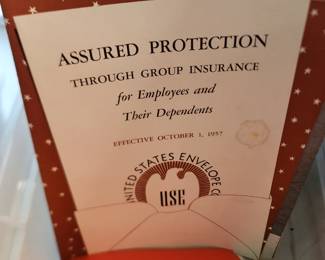 ASSURED PROTECTION
THROUGH GROUP INSURANCE
for Employees and
Their Dependents
EFFECTIVE OCTOBER 1, 1957
UNITED STATES ENVELOPE CO
USE